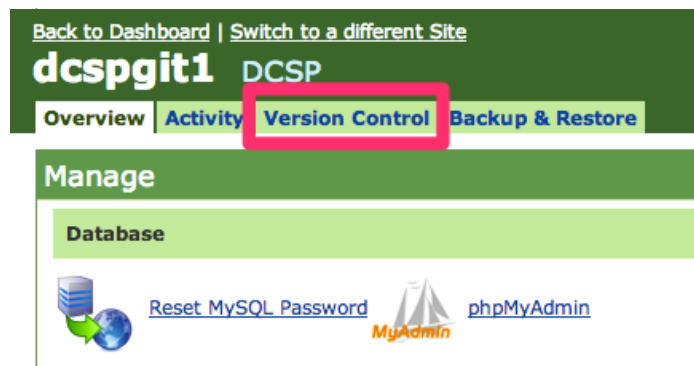 Back to Dashboard | Switch to a different Site
dcspgit1 DCSP
Overview Activity Version Control Backup & Restore
Manage
Database
Reset MySQL Password MyAdmin phpMyAdmin